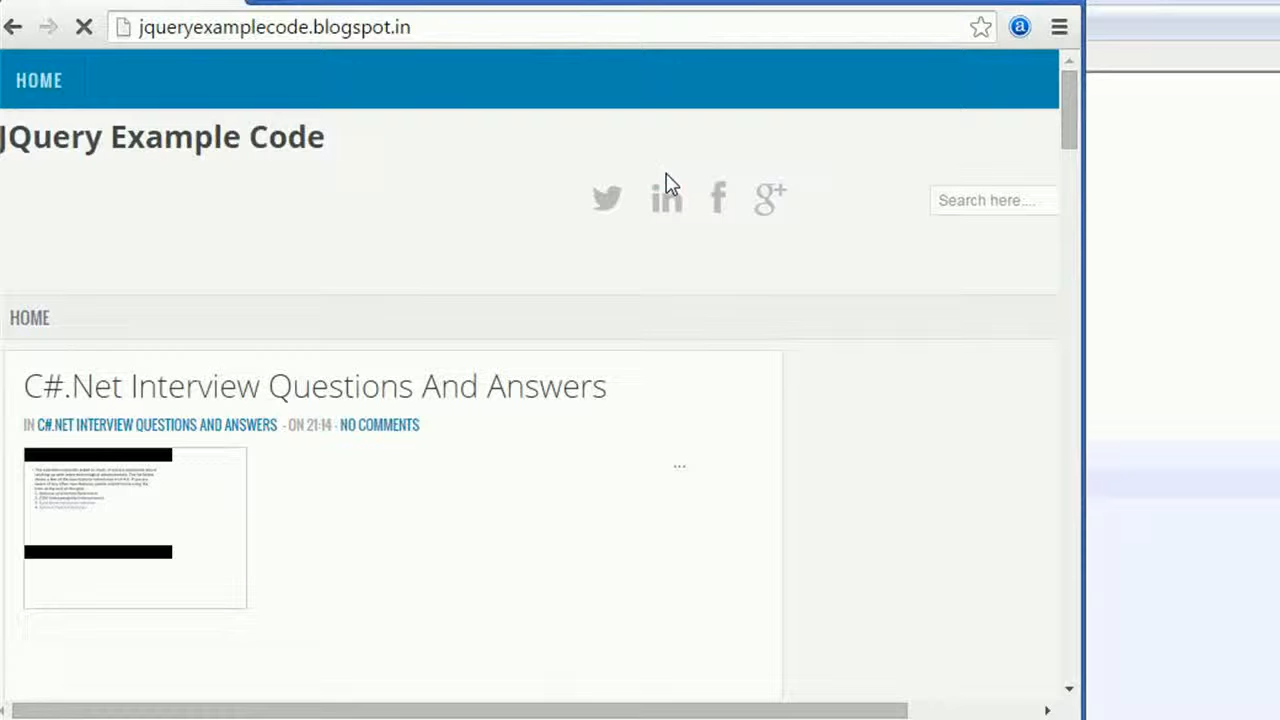 jqueryexamplecode.blogspot.in
HOME
JQuery Example Code
Search here....
HOME
C#.Net Interview Questions And Answers
IN C#.NET INTERVIEW QUESTIONS AND ANSWERS - ON 21:14 - NO COMMENTS
...